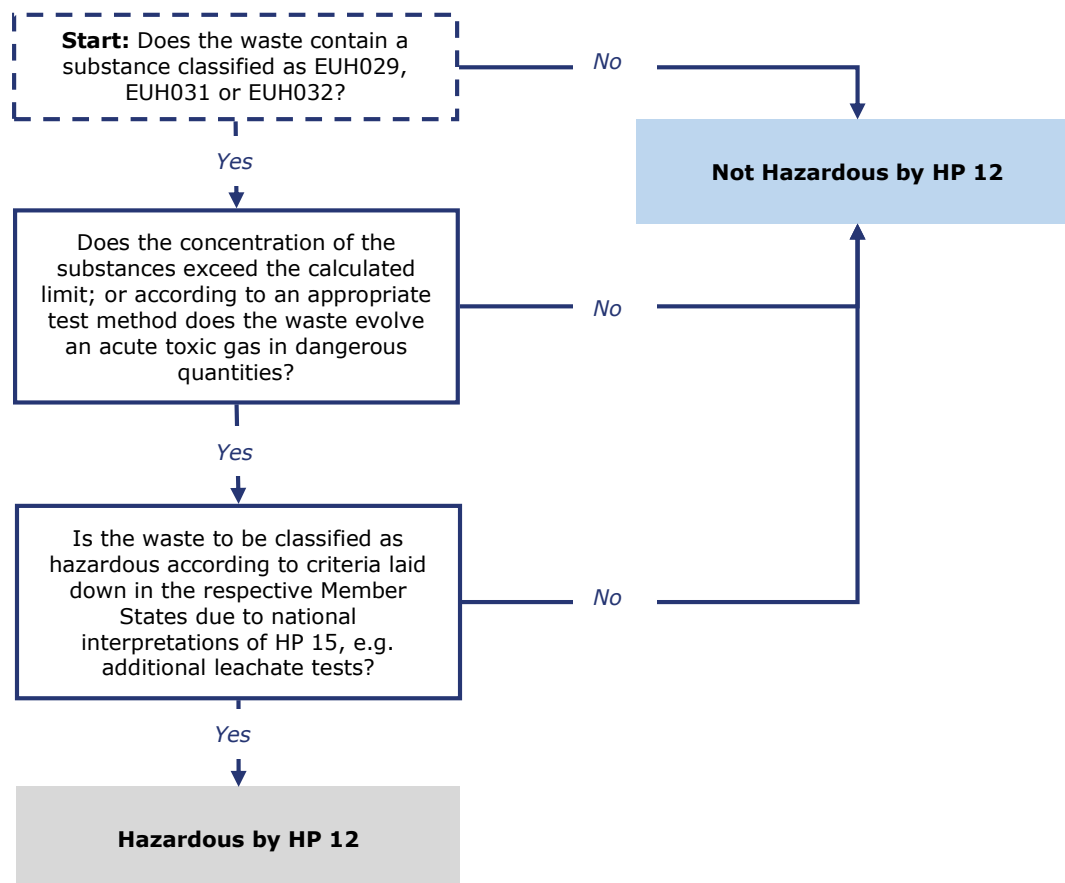 Start: Does the waste contain a
substance classified as EUH029,
EUH031 or EUH032?
No
Yes
Not Hazardous by HP 12
Does the concentration of the
substances exceed the calculated
limit; or according to an appropriate
test method does the waste evolve
an acute toxic gas in dangerous
quantities?
No
Yes
Is the waste to be classified as
hazardous according to criteria laid
down in the respective Member
States due to national
interpretations of HP 15, e.g.
additional leachate tests?
No
Yes
Hazardous by HP 12